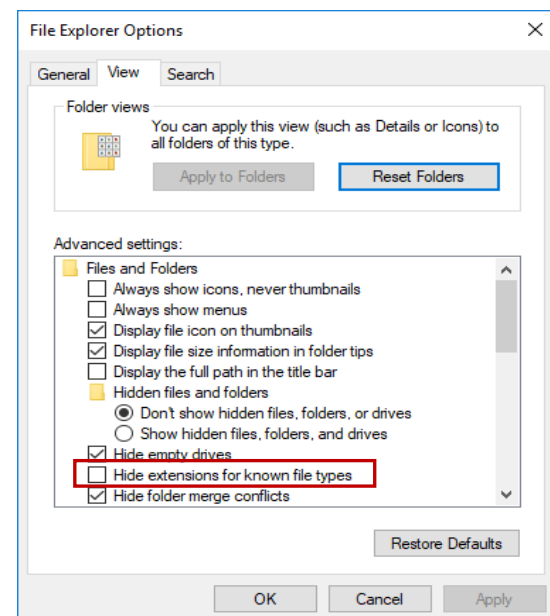 File Explorer Options
General View Search
Folder views
You can apply this view (such as Details or Icons) to
all folders of this type.
Apply to Folders Reset Folders
Advanced settings:
Files and Folders
Always show icons, never thumbnails
Always show menus
Display file icon on thumbnails
Display file size information in folder tips
Display the full path in the title bar
Hidden files and folders
Don't show hidden files, folders, or drives
Show hidden files, folders, and drives
Hide empty drives
Hide extensions for known file types
Hide folder merge conflicts
Restore Defaults
OK Cancel Apply